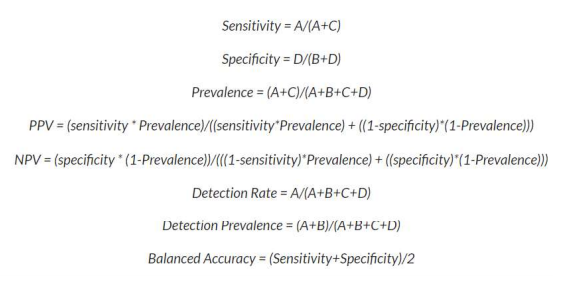 Sensitivity = A/(A+C)
Specificity = D/(B+D)
Prevalence = (A+C)/(A+B+C+D)
PPV = (sensitivity * Prevalence)/((sensitivity*Prevalence) + ((1-specificity)*(1-Prevalence)))
NPV = (specificity * (1-Prevalence))/(((1-sensitivity)*Prevalence) + ((specificity)*(1-Prevalence)))
Detection Rate = A/(A+B+C+D)
Detection Prevalence = (A+B)/(A+B+C+D)
Balanced Accuracy = (Sensitivity+Specificity)/2